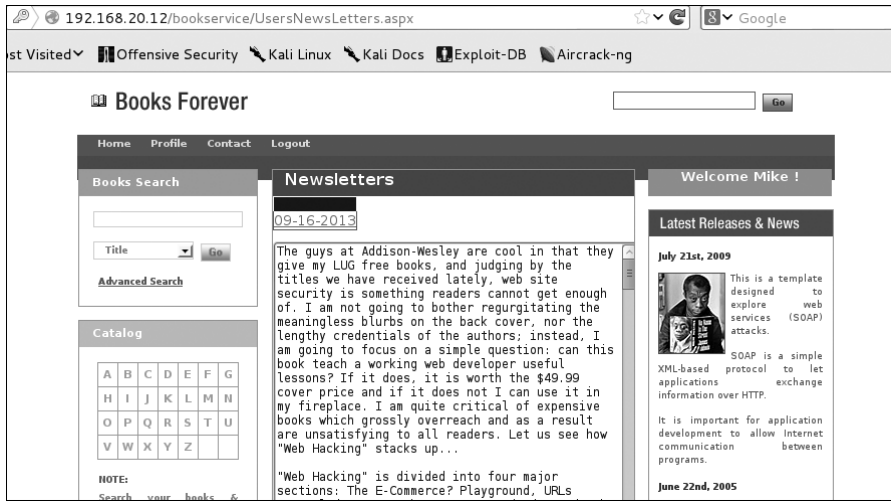 192.168.20.12/bookservice/UsersNewsLetters.aspx
Google
ost Visited
Offensive Security
Kali Linux
Kali Docs
Exploit-DB
Aircrack-ng
Books Forever
Go
Home Profile Contact Logout
Books Search
Title
Go
Advanced Search
Catalog
A B C D E F G
H I J K L M N
O P Q R S T U
V W X Y Z
NOTE:
Search your books &
Newsletters
09-16-2013
The guys at Addison-Wesley are cool in that they
give my LUG free books, and judging by the
titles we have received lately, web site
security is something readers cannot get enough
of. I am not going to bother regurgitating the
meaningless blurbs on the back cover, nor the
lengthy credentials of the authors; instead, I
am going to focus on a simple question: can this
book teach a working web developer useful
lessons? If it does, it is worth the $49.99
cover price and if it does not I can use it in
my fireplace. I am quite critical of expensive
books which grossly overreach and as a result
are unsatisfying to all readers. Let us see how
"Web Hacking" stacks up...
"Web Hacking" is divided into four major
sections: The E-Commerce? Playground, URLs
Welcome Mike !
Latest Releases & News
July 21st, 2009
This is a template
designed to
explore web
services (SOAP)
attacks.
SOAP is a simple
XML-based protocol to let
applications exchange
information over HTTP.
It is important for application
development to allow Internet
communication between
programs.
June 22nd, 2005